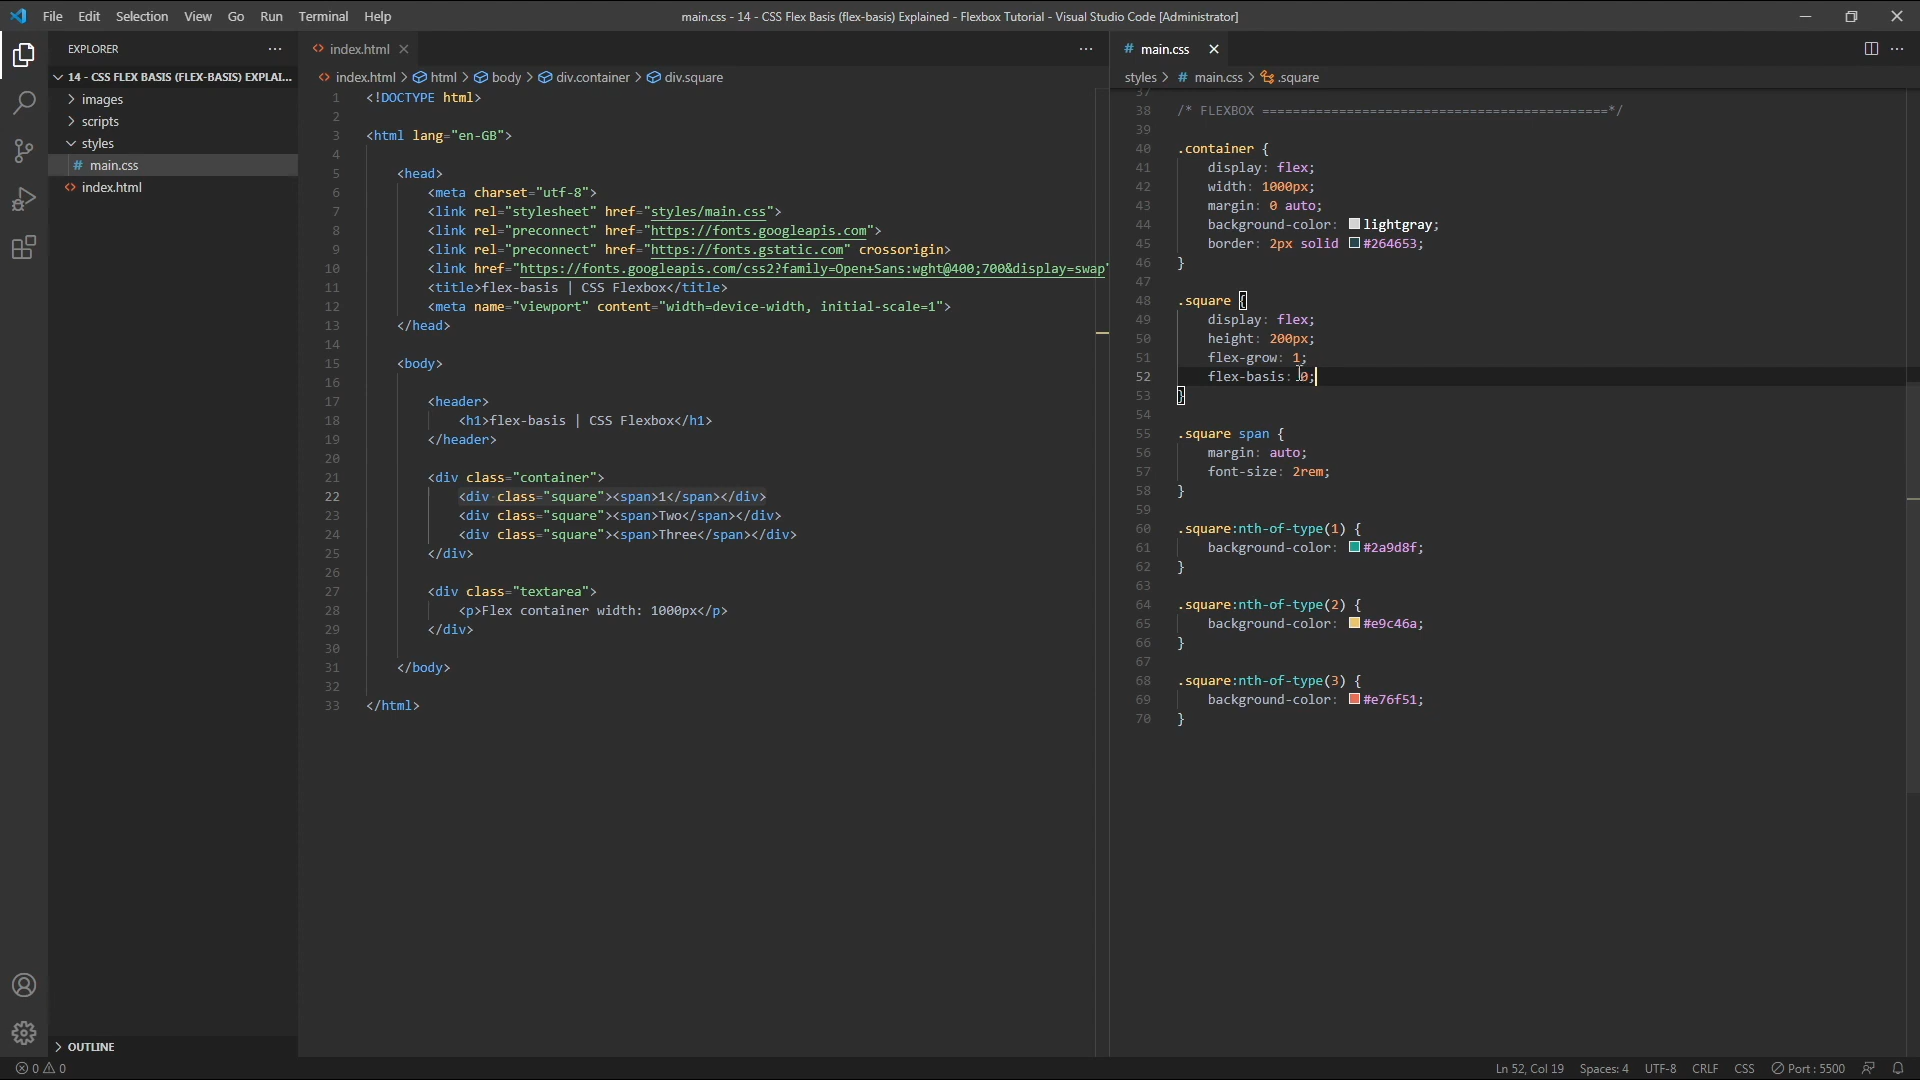 File Edit Selection View Go Run Terminal Help
main.css - 14 - CSS Flex Basis (flex-basis) Explained - Flexbox Tutorial - Visual Studio Code [Administrator]
EXPLORER
14 - CSS FLEX BASIS (FLEX-BASIS) EXPLAI...
images
scripts
styles
# main.css
<> index.html
OUTLINE
<> index.html
<> index.html > html > body > div.container > div.square
1 <!DOCTYPE html>
2
3 <html lang="en-GB">
4
5 <head>
6 <meta charset="utf-8">
7 <link rel="stylesheet" href="styles/main.css">
8 <link rel="preconnect" href="https://fonts.googleapis.com">
9 <link rel="preconnect" href="https://fonts.gstatic.com" crossorigin>
10 <link href="https://fonts.googleapis.com/css2?family=Open+Sans:wght@400;700&display=swap"
11 <title>flex-basis | CSS Flexbox</title>
12 <meta name="viewport" content="width=device-width, initial-scale=1">
13 </head>
14
15 <body>
16
17 <header>
18 <h1>flex-basis | CSS Flexbox</h1>
19 </header>
20
21 <div class="container">
22 <div class="square"><span>1</span></div>
23 <div class="square"><span>Two</span></div>
24 <div class="square"><span>Three</span></div>
25 </div>
26
27 <div class="textarea">
28 <p>Flex container width: 1000px</p>
29 </div>
30
31 </body>
32
33 </html>
# main.css
styles > # main.css > .square
37
38 /* FLEXBOX =============================================*/
39
40 .container {
41 display: flex;
42 width: 1000px;
43 margin: 0 auto;
44 background-color: lightgray;
45 border: 2px solid #264653;
46 }
47
48 .square {
49 display: flex;
50 height: 200px;
51 flex-grow: 1;
52 flex-basis: 0;
53 }
54
55 .square span {
56 margin: auto;
57 font-size: 2rem;
58 }
59
60 .square:nth-of-type(1) {
61 background-color: #2a9d8f;
62 }
63
64 .square:nth-of-type(2) {
65 background-color: #e9c46a;
66 }
67
68 .square:nth-of-type(3) {
69 background-color: #e76f51;
70 }
0 0
Ln 52, Col 19 Spaces: 4 UTF-8 CRLF CSS Port : 5500